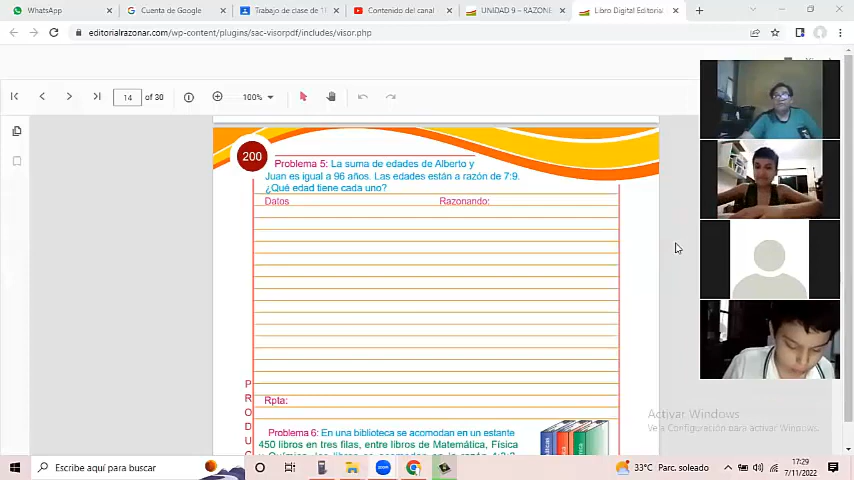 WhatsApp
Cuenta de Google
Trabajo de clase de 1
Contenido del canal
UNIDAD 9 – RAZONE
Libro Digital Editorial
editorialrazonar.com/wp-content/plugins/sac-visorpdf/includes/visor.php
14 of 30
100%
200
Problema 5: La suma de edades de Alberto y
Juan es igual a 96 años. Las edades están a razón de 7:9.
¿Qué edad tiene cada uno?
Datos
Razonando:
P
R
O
D
U
Rpta:
Problema 6: En una biblioteca se acomodan en un estante
450 libros en tres filas, entre libros de Matemática, Física
Activar Windows
Ve a Configuración para activar Windows.
Escribe aquí para buscar
33°C Parc. soleado
17:29
7/11/2022